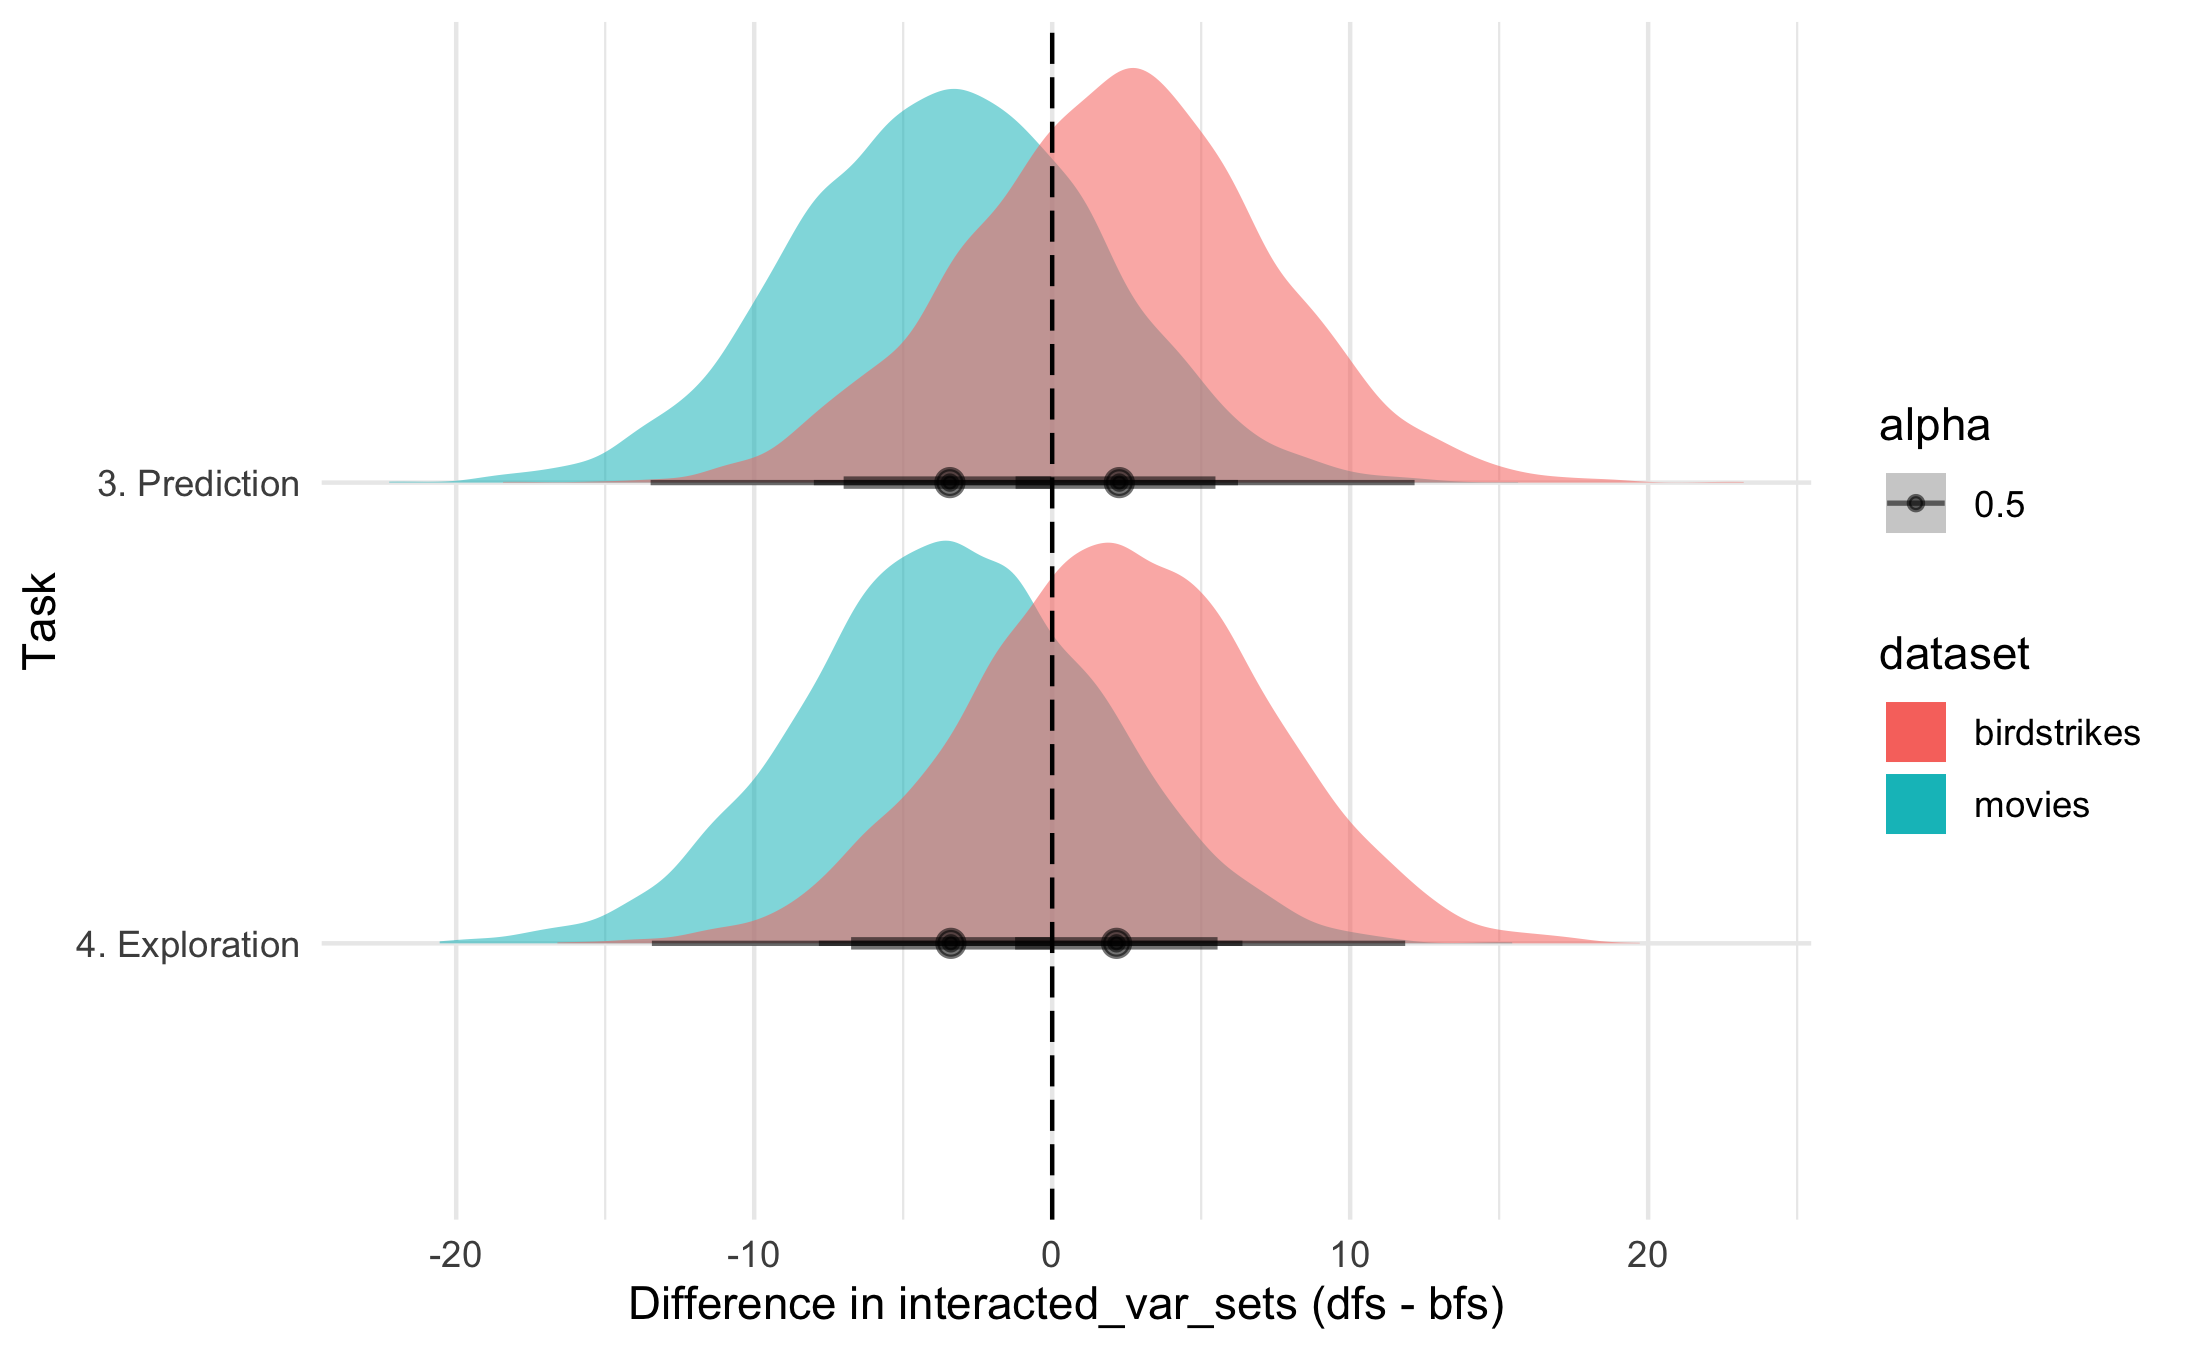 3. Prediction
4. Exploration
Task
-20
-10
0
10
20
Difference in interacted_var_sets (dfs - bfs)
alpha
0.5
dataset
birdstrikes
movies